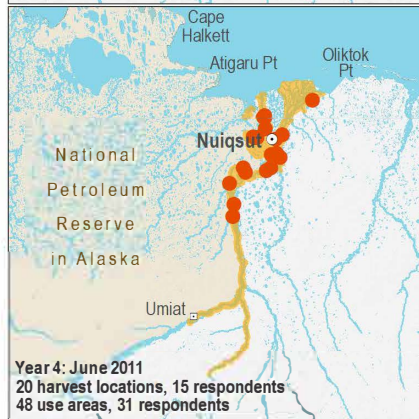 Cape
Halkett
Oliktok
Pt
Atigaru Pt
Nuiqsut
National
Petroleum
Reserve
in Alaska
Umiat
Year 4: June 2011
20 harvest locations, 15 respondents
48 use areas, 31 respondents